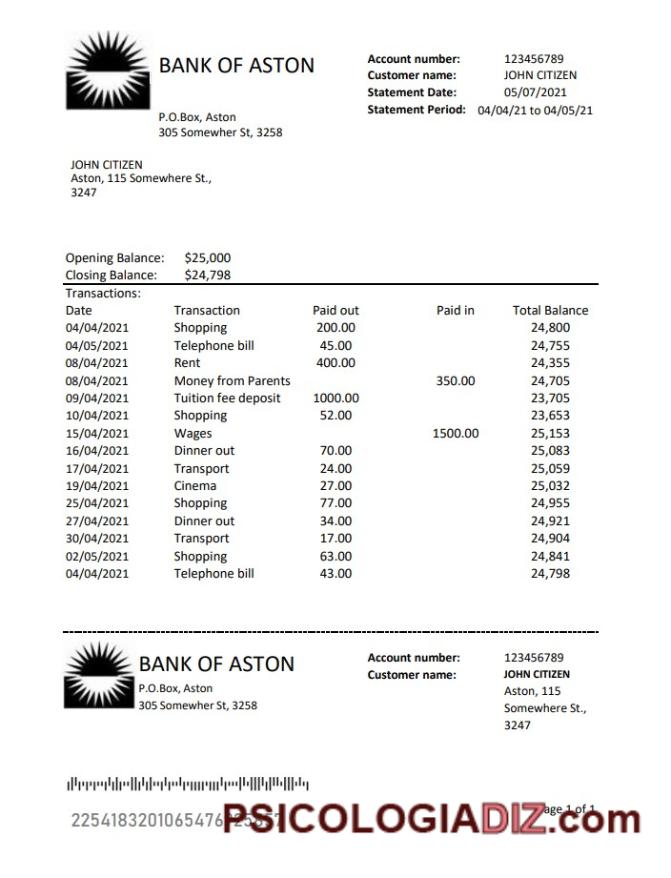 BANK OF ASTON
P.O.Box, Aston
305 Somewher St, 3258
Account number: 123456789
Customer name: JOHN CITIZEN
Statement Date: 05/07/2021
Statement Period: 04/04/21 to 04/05/21
JOHN CITIZEN
Aston, 115 Somewhere St.,
3247
Opening Balance: $25,000
Closing Balance: $24,798
Transactions:
Date Transaction Paid out Paid in Total Balance
04/04/2021 Shopping 200.00 24,800
04/05/2021 Telephone bill 45.00 24,755
08/04/2021 Rent 400.00 24,355
08/04/2021 Money from Parents 350.00 24,705
09/04/2021 Tuition fee deposit 1000.00 23,705
10/04/2021 Shopping 52.00 23,653
15/04/2021 Wages 1500.00 25,153
16/04/2021 Dinner out 70.00 25,083
17/04/2021 Transport 24.00 25,059
19/04/2021 Cinema 27.00 25,032
25/04/2021 Shopping 77.00 24,955
27/04/2021 Dinner out 34.00 24,921
30/04/2021 Transport 17.00 24,904
02/05/2021 Shopping 63.00 24,841
04/04/2021 Telephone bill 43.00 24,798
BANK OF ASTON
P.O.Box, Aston
305 Somewher St, 3258
Account number: 123456789
Customer name: JOHN CITIZEN
Aston, 115
Somewhere St.,
3247
1 of 1
PSICOLOGIADIZ.com